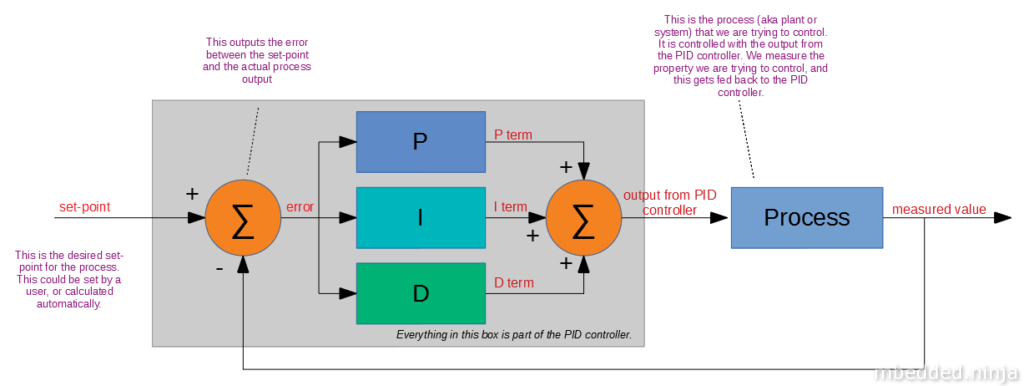 This is the process (aka plant or
system) that we are trying to control.
It is controlled with the output from
the PID controller. We measure the
property we are trying to control, and
this gets fed back to the PID
controller.
This outputs the error
between the set-point
and the actual process
output
P
P term
+
+
set-point
∑
error
I
I term
+
∑
output from PID
controller
Process
measured value
-
+
This is the desired set-
point for the process.
This could be set by a
user, or calculated
automatically.
D
D term
Everything in this box is part of the PID controller.
mbedded.ninja